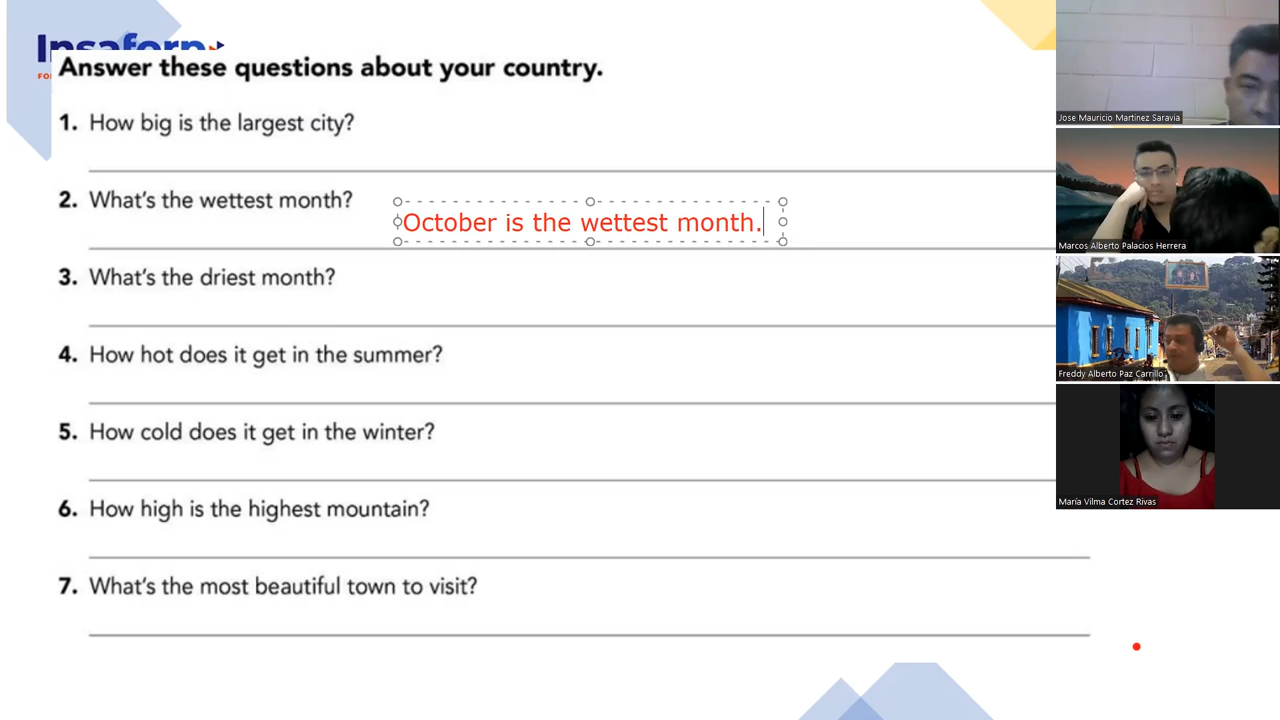 Insaforp
Answer these questions about your country.
1. How big is the largest city?
2. What's the wettest month?
October is the wettest month.
3. What's the driest month?
4. How hot does it get in the summer?
5. How cold does it get in the winter?
6. How high is the highest mountain?
7. What's the most beautiful town to visit?
Jose Mauricio Martinez Saravia
Marcos Alberto Palacios Herrera
Freddy Alberto Paz Carrillo
María Vilma Cortez Rivas